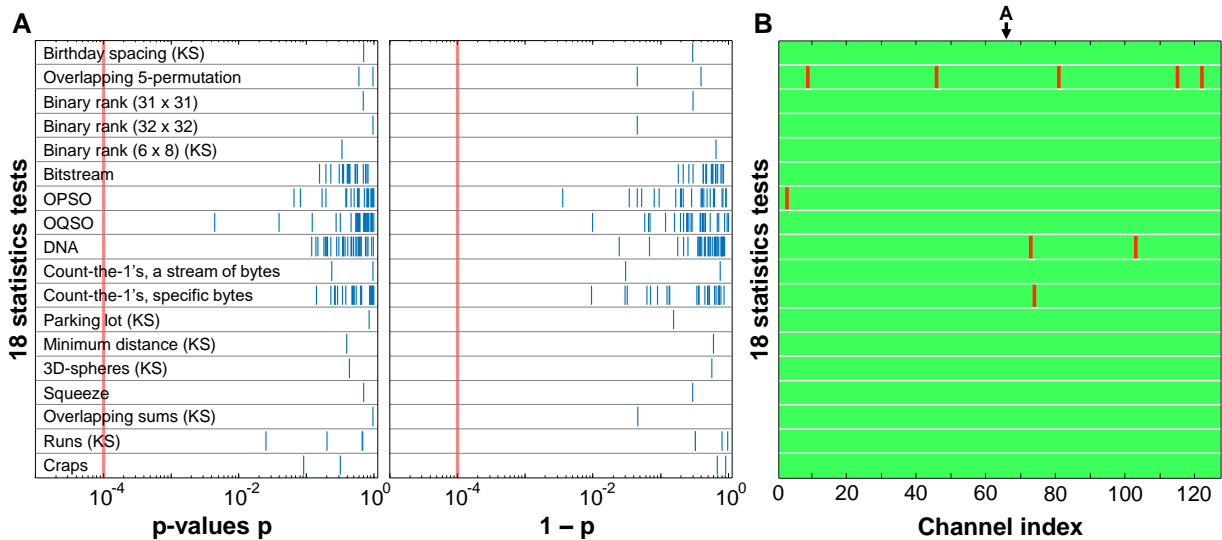 A
Birthday spacing (KS)
Overlapping 5-permutation
Binary rank (31 x 31)
Binary rank (32 x 32)
Binary rank (6 x 8) (KS)
Bitstream
OPSO
OQSO
DNA
Count-the-1's, a stream of bytes
Count-the-1's, specific bytes
Parking lot (KS)
Minimum distance (KS)
3D-spheres (KS)
Squeeze
Overlapping sums (KS)
Runs (KS)
Craps
18 statistics tests
10^-4 10^-2 10^0
p-values p
10^-4 10^-2 10^0
1 – p
B
A
18 statistics tests
0 20 40 60 80 100 120
Channel index